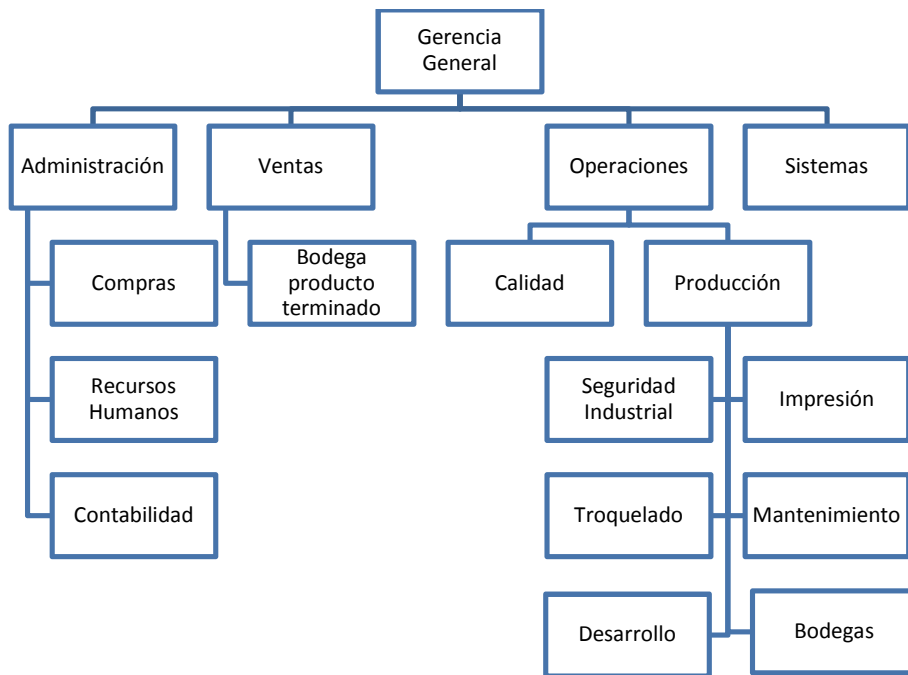 Gerencia
General
Administración
Ventas
Operaciones
Sistemas
Compras
Bodega
producto
terminado
Calidad
Producción
Recursos
Humanos
Seguridad
Industrial
Impresión
Contabilidad
Troquelado
Mantenimiento
Desarrollo
Bodegas